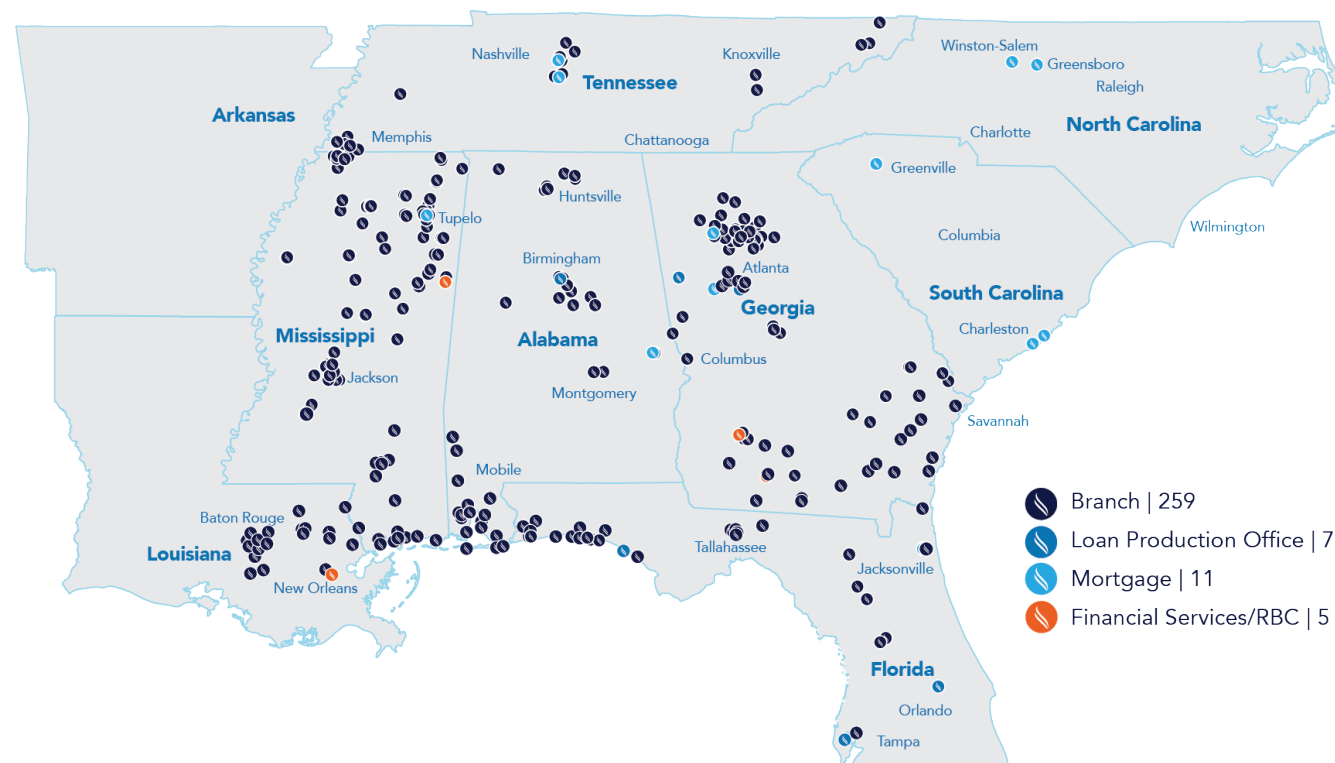 Nashville
Tennessee
Knoxville
Winston-Salem
Greensboro
Raleigh
Arkansas
Memphis
Chattanooga
Charlotte
North Carolina
Greenville
Huntsville
Tupelo
Wilmington
Columbia
Birmingham
Atlanta
South Carolina
Georgia
Charleston
Mississippi
Alabama
Columbus
Jackson
Montgomery
Savannah
Mobile
Branch | 259
Baton Rouge
Loan Production Office | 7
Louisiana
Tallahassee
Jacksonville
Mortgage | 11
New Orleans
Financial Services/RBC | 5
Florida
Orlando
Tampa